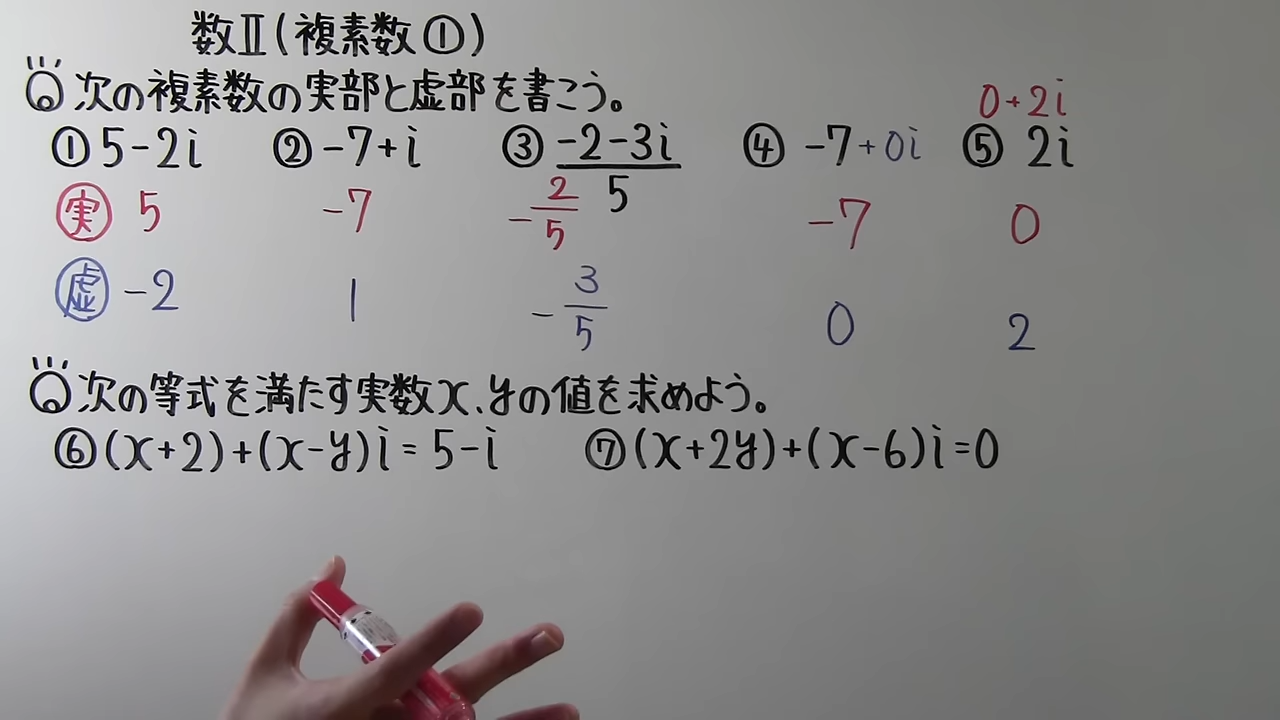 数Ⅱ(複素数①)
次の複素数の実部と虚部を書こう。
0+2i
① 5-2i ② -7+i ③ (-2-3i)/5 ④ -7+0i ⑤ 2i
実 5 -7 -2/5 -7 0
虚 -2 1 -3/5 0 2
次の等式を満たす実数x、yの値を求めよう。
⑥(x+2)+(x-y)i=5-i ⑦(x+2y)+(x-6)i=0